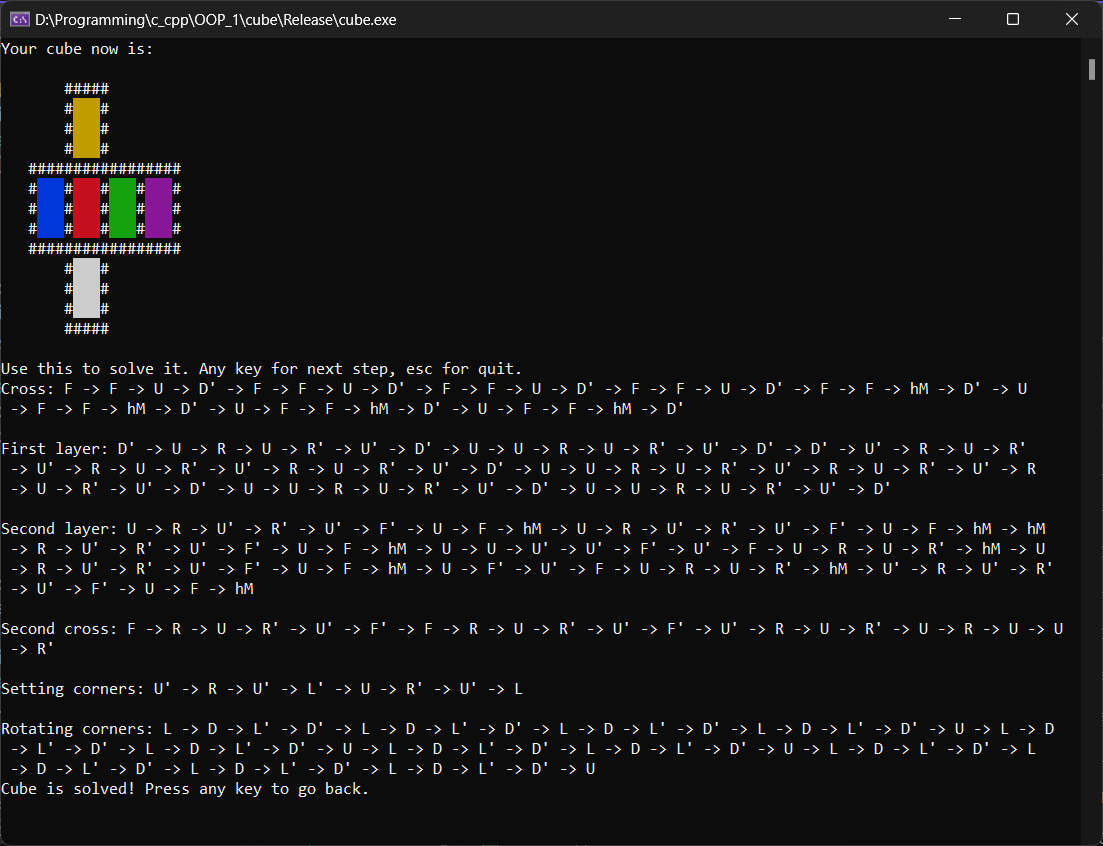 D:\Programming\c_cpp\OOP_1\cube\Release\cube.exe
Your cube now is:
#####
# #
# #
# #
#################
# # # # #
# # # # #
# # # # #
#################
# #
# #
# #
#####
Use this to solve it. Any key for next step, esc for quit.
Cross: F -> F -> U -> D' -> F -> F -> U -> D' -> F -> F -> U -> D' -> F -> F -> U -> D' -> F -> F -> hM -> D' -> U
-> F -> F -> hM -> D' -> U -> F -> F -> hM -> D' -> U -> F -> F -> hM -> D'
First layer: D' -> U -> R -> U -> R' -> U' -> D' -> U -> U -> R -> U -> R' -> U' -> D' -> D' -> U' -> R -> U -> R'
-> U' -> R -> U -> R' -> U' -> R -> U -> R' -> U' -> D' -> U -> U -> R -> U -> R' -> U' -> R -> U -> R' -> U' -> R
-> U -> R' -> U' -> D' -> U -> U -> R -> U -> R' -> U' -> D' -> U -> U -> R -> U -> R' -> U' -> D'
Second layer: U -> R -> U' -> R' -> U' -> F' -> U -> F -> hM -> U -> R -> U' -> R' -> U' -> F' -> U -> F -> hM -> hM
-> R -> U' -> R' -> U' -> F' -> U -> F -> hM -> U -> U -> U' -> U' -> F' -> U' -> F -> U -> R -> U -> R' -> hM -> U
-> R -> U' -> R' -> U' -> F' -> U -> F -> hM -> U -> F' -> U' -> F -> U -> R -> U -> R' -> hM -> U' -> R -> U' -> R'
-> U' -> F' -> U -> F -> hM
Second cross: F -> R -> U -> R' -> U' -> F' -> F -> R -> U -> R' -> U' -> F' -> U' -> R -> U -> R' -> U -> R -> U -> U
-> R'
Setting corners: U' -> R -> U' -> L' -> U -> R' -> U' -> L
Rotating corners: L -> D -> L' -> D' -> L -> D -> L' -> D' -> L -> D -> L' -> D' -> L -> D -> L' -> D' -> U -> L -> D
-> L' -> D' -> L -> D -> L' -> D' -> U -> L -> D -> L' -> D' -> L -> D -> L' -> D' -> U -> L -> D -> L' -> D' -> L
-> D -> L' -> D' -> L -> D -> L' -> D' -> L -> D -> L' -> D' -> U
Cube is solved! Press any key to go back.